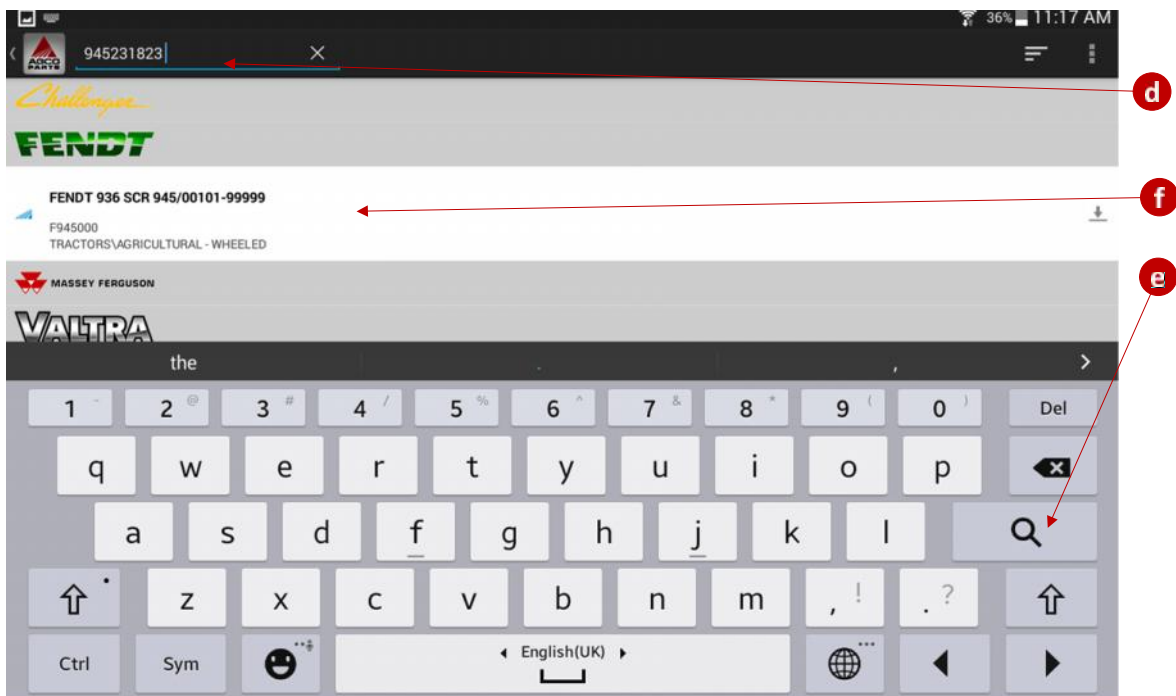 36% 11:17 AM
AGCO PARTS 945231823
d
Challenger
FENDT
FENDT 936 SCR 945/00101-99999
f
F945000
TRACTORS\AGRICULTURAL - WHEELED
e
MASSEY FERGUSON
VALTRA
the . ,
1 - 2 @ 3 # 4 / 5 % 6 ^ 7 & 8 * 9 ( 0 ) Del
q w e r t y u i o p
a s d f g h j k l
z x c v b n m , ! . ?
Ctrl Sym English(UK)